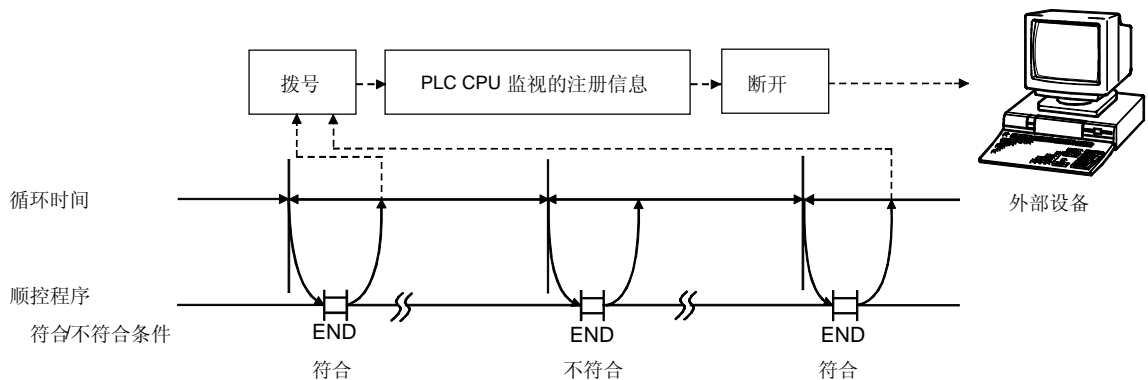 拨号
PLC CPU 监视的注册信息
断开
循环时间
外部设备
顺控程序
符合/不符合条件
END
END
END
符合
不符合
符合